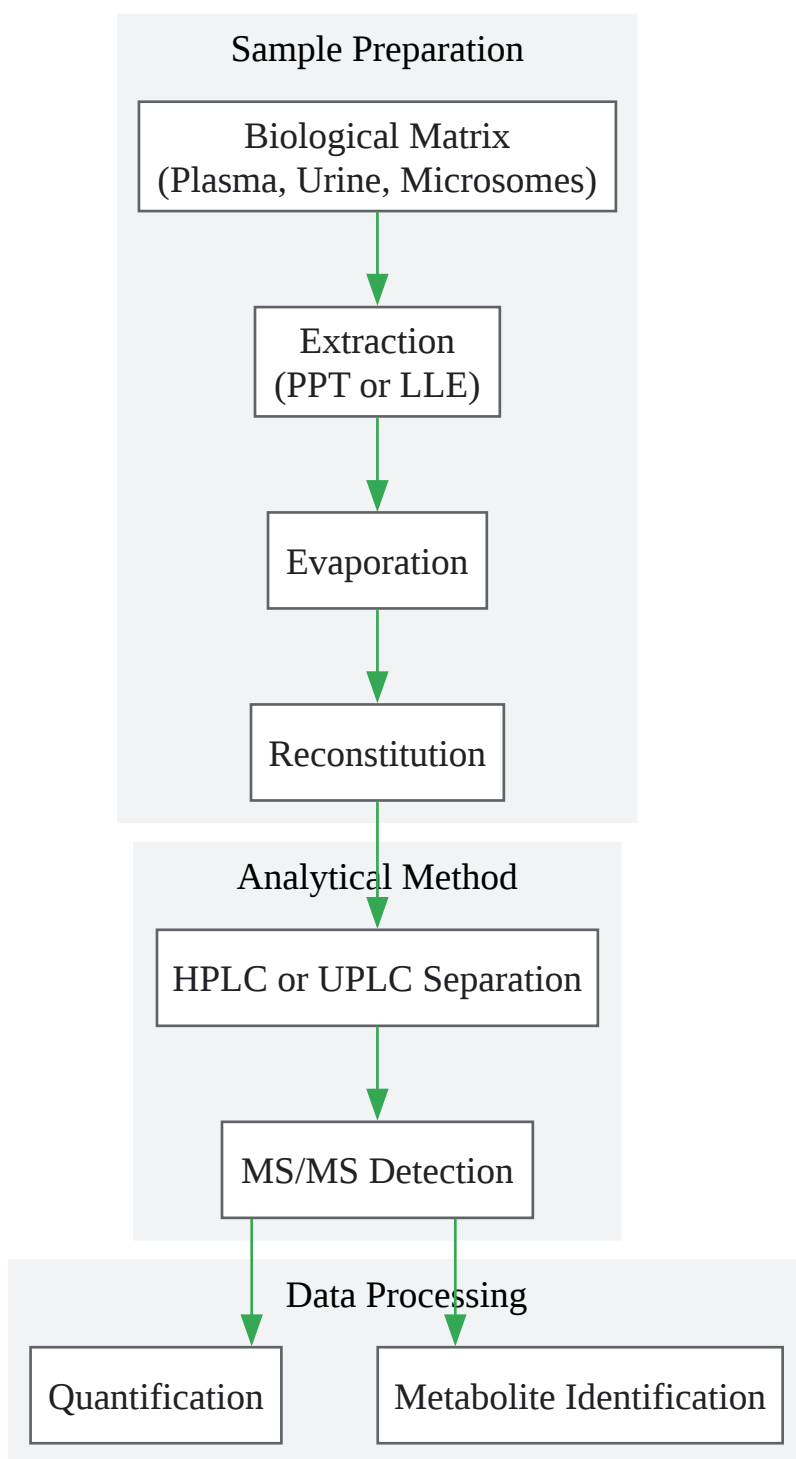 Sample Preparation
Biological Matrix
(Plasma, Urine, Microsomes)
Extraction
(PPT or LLE)
Evaporation
Reconstitution
Analytical Method
HPLC or UPLC Separation
MS/MS Detection
Data Processing
Quantification
Metabolite Identification